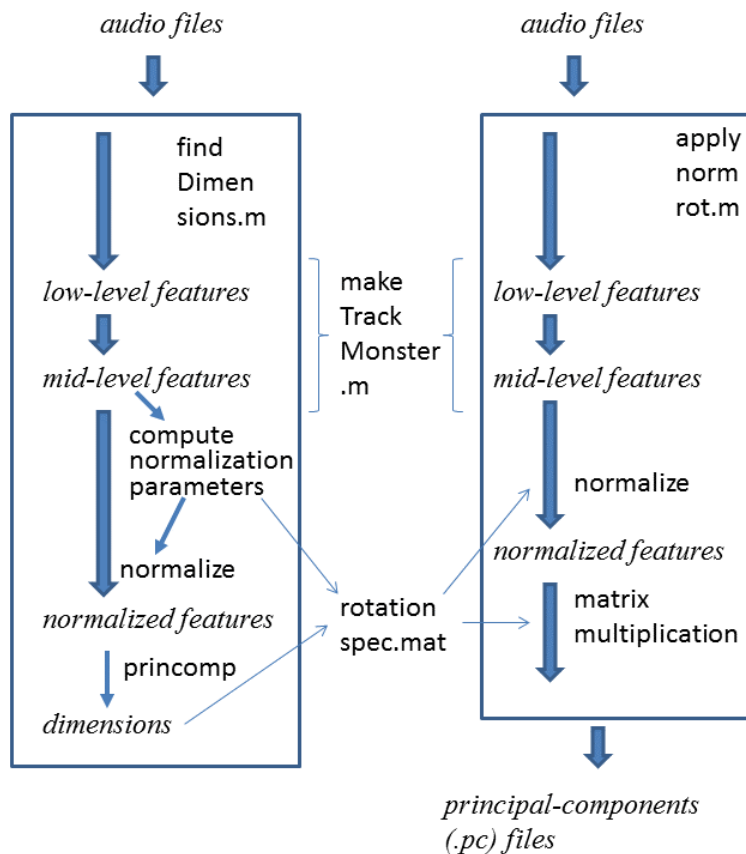 audio files
find
Dimen
sions.m
low-level features
mid-level features
compute
normalization
parameters
normalize
normalized features
princomp
dimensions
make
Track
Monster
.m
rotation
spec.mat
audio files
apply
norm
rot.m
low-level features
mid-level features
normalize
normalized features
matrix
multiplication
principal-components
(.pc) files